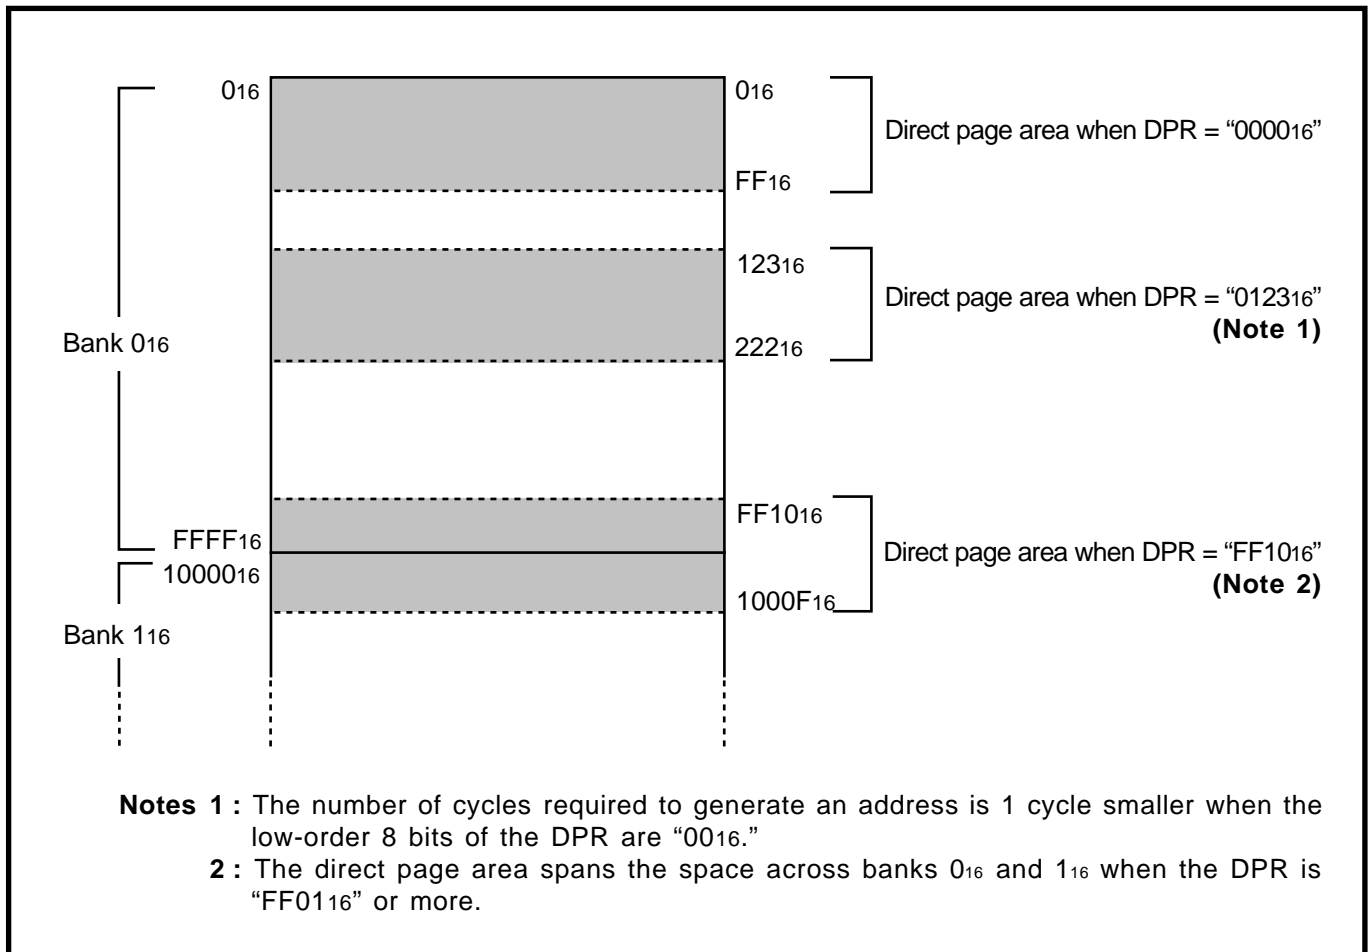 0₁₆
0₁₆
Direct page area when DPR = “0000₁₆”
FF₁₆
123₁₆
Direct page area when DPR = “0123₁₆”
(Note 1)
Bank 0₁₆
222₁₆
FF10₁₆
FFFF₁₆
Direct page area when DPR = “FF10₁₆”
10000₁₆
(Note 2)
1000F₁₆
Bank 1₁₆
Notes 1 : The number of cycles required to generate an address is 1 cycle smaller when the
low-order 8 bits of the DPR are “00₁₆.”
2 : The direct page area spans the space across banks 0₁₆ and 1₁₆ when the DPR is
“FF01₁₆” or more.